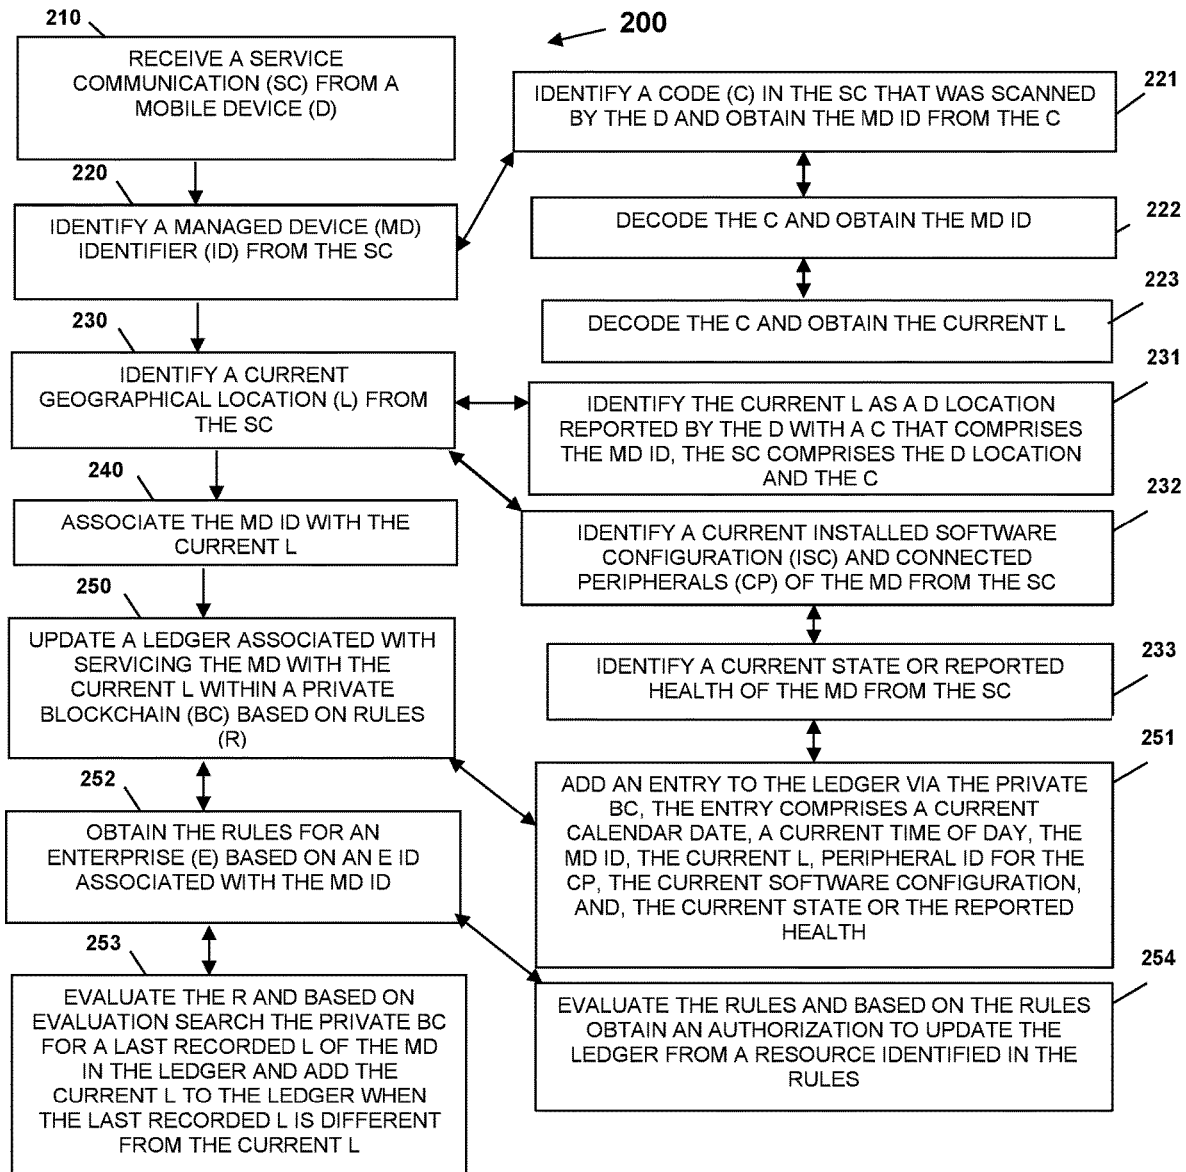 200
210
RECEIVE A SERVICE
COMMUNICATION (SC) FROM A
MOBILE DEVICE (D)
220
IDENTIFY A MANAGED DEVICE (MD)
IDENTIFIER (ID) FROM THE SC
221
IDENTIFY A CODE (C) IN THE SC THAT WAS SCANNED
BY THE D AND OBTAIN THE MD ID FROM THE C
222
DECODE THE C AND OBTAIN THE MD ID
223
DECODE THE C AND OBTAIN THE CURRENT L
230
IDENTIFY A CURRENT
GEOGRAPHICAL LOCATION (L) FROM
THE SC
231
IDENTIFY THE CURRENT L AS A D LOCATION
REPORTED BY THE D WITH A C THAT COMPRISES
THE MD ID, THE SC COMPRISES THE D LOCATION
AND THE C
232
IDENTIFY A CURRENT INSTALLED SOFTWARE
CONFIGURATION (ISC) AND CONNECTED
PERIPHERALS (CP) OF THE MD FROM THE SC
233
IDENTIFY A CURRENT STATE OR REPORTED
HEALTH OF THE MD FROM THE SC
240
ASSOCIATE THE MD ID WITH THE
CURRENT L
250
UPDATE A LEDGER ASSOCIATED WITH
SERVICING THE MD WITH THE
CURRENT L WITHIN A PRIVATE
BLOCKCHAIN (BC) BASED ON RULES
(R)
251
ADD AN ENTRY TO THE LEDGER VIA THE PRIVATE
BC, THE ENTRY COMPRISES A CURRENT
CALENDAR DATE, A CURRENT TIME OF DAY, THE
MD ID, THE CURRENT L, PERIPHERAL ID FOR THE
CP, THE CURRENT SOFTWARE CONFIGURATION,
AND, THE CURRENT STATE OR THE REPORTED
HEALTH
252
OBTAIN THE RULES FOR AN
ENTERPRISE (E) BASED ON AN E ID
ASSOCIATED WITH THE MD ID
253
EVALUATE THE R AND BASED ON
EVALUATION SEARCH THE PRIVATE BC
FOR A LAST RECORDED L OF THE MD
IN THE LEDGER AND ADD THE
CURRENT L TO THE LEDGER WHEN
THE LAST RECORDED L IS DIFFERENT
FROM THE CURRENT L
254
EVALUATE THE RULES AND BASED ON THE RULES
OBTAIN AN AUTHORIZATION TO UPDATE THE
LEDGER FROM A RESOURCE IDENTIFIED IN THE
RULES